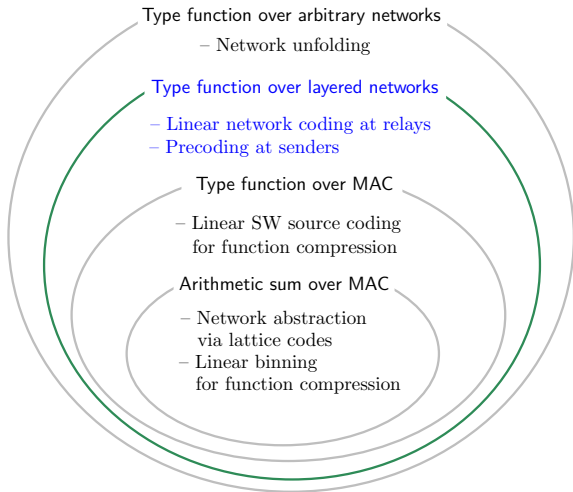 Type function over arbitrary networks
– Network unfolding
Type function over layered networks
– Linear network coding at relays
– Precoding at senders
Type function over MAC
– Linear SW source coding
for function compression
Arithmetic sum over MAC
– Network abstraction
via lattice codes
– Linear binning
for function compression